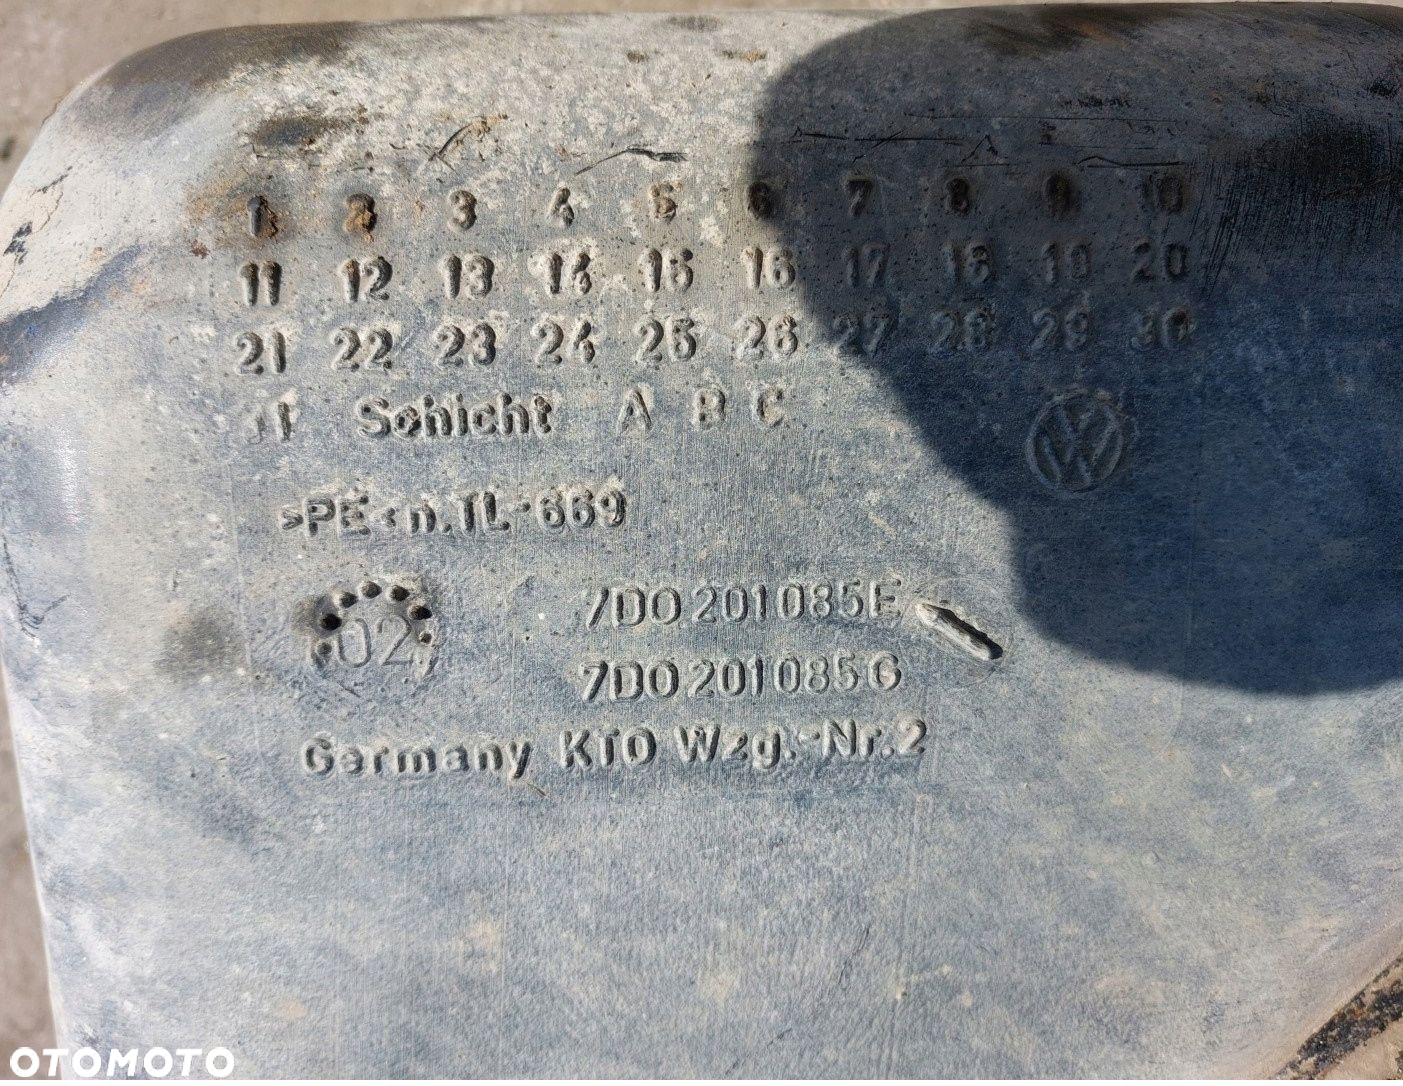 1 2 3 4 5 6 7 8 9 10
11 12 13 14 15 16 17 18 19 20
21 22 23 24 25 26 27 28 29 30
31 Schicht A B C
>PE< n.TL-669
02
7D0 201 085 E
7D0 201 085 G
Germany KTO Wzg.-Nr.2
OTOMOTO